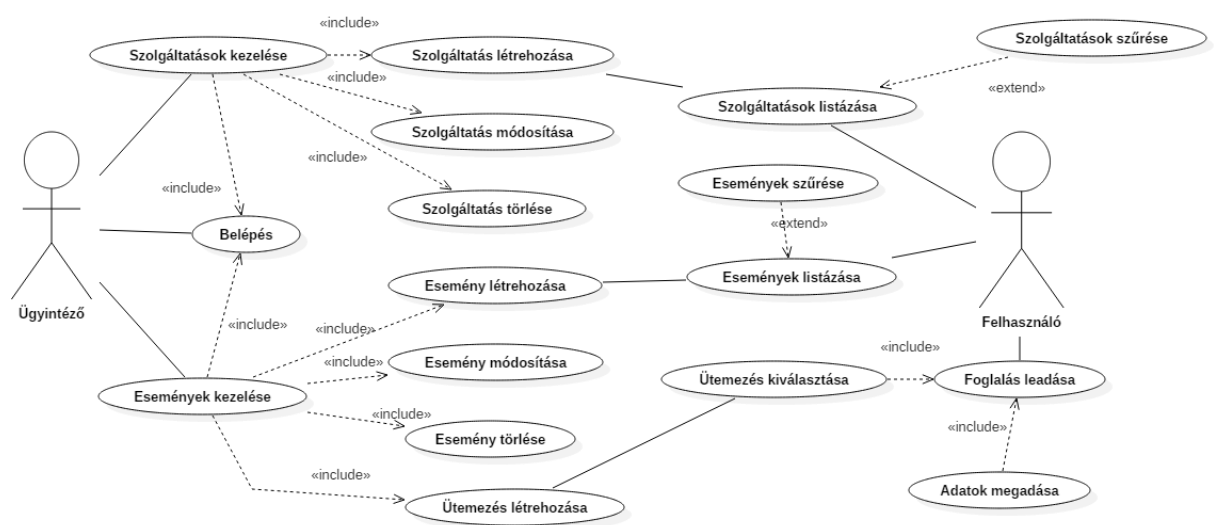 «include»
Szolgáltatások kezelése
Szolgáltatás létrehozása
Szolgáltatások szűrése
«include»
«extend»
Szolgáltatások listázása
Szolgáltatás módosítása
«include»
«include»
Események szűrése
Szolgáltatás törlése
«extend»
Belépés
Események listázása
Esemény létrehozása
Ügyintéző
Felhasználó
«include»
«include»
«include»
«include»
Esemény módosítása
Ütemezés kiválasztása
Foglalás leadása
Események kezelése
«include»
«include»
Esemény törlése
«include»
Adatok megadása
Ütemezés létrehozása